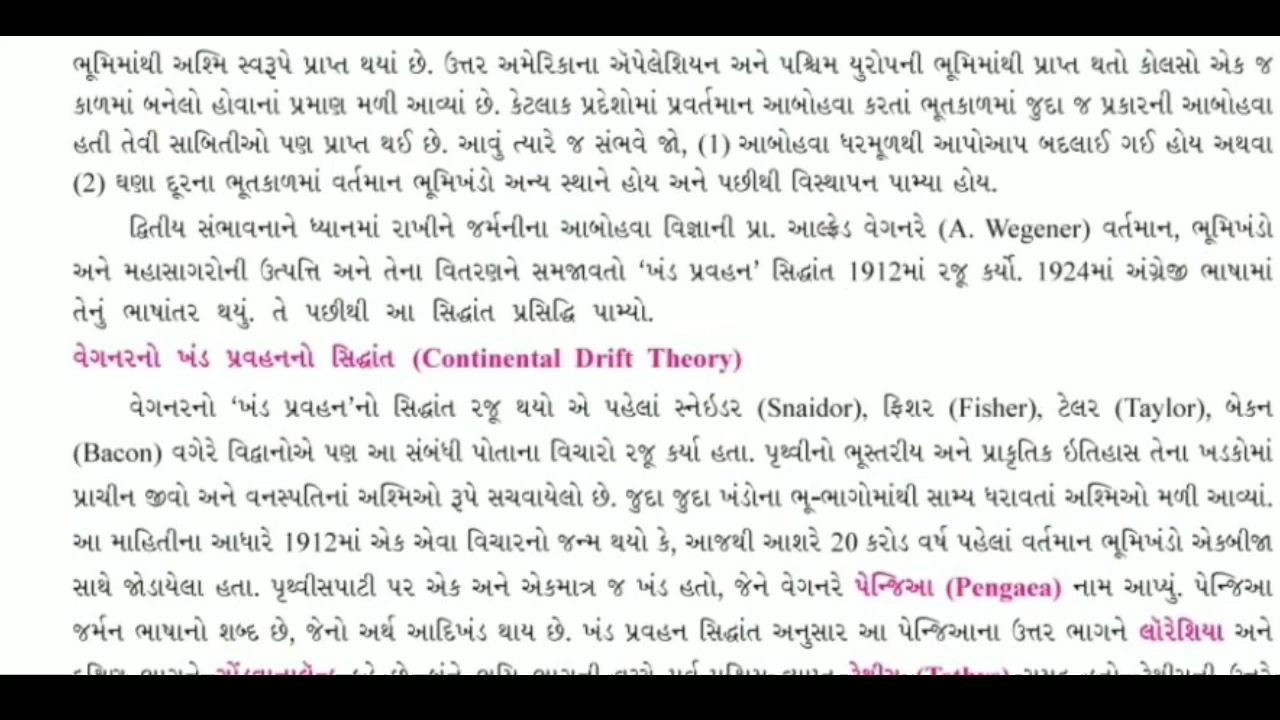 ભૂમિમાંથી અશ્મિ સ્વરૂપે પ્રાપ્ત થયાં છે. ઉત્તર અમેરિકાના ઍપેલેશિયન અને પશ્ચિમ યુરોપની ભૂમિમાંથી પ્રાપ્ત થતો કોલસો એક જ
કાળમાં બનેલો હોવાનાં પ્રમાણ મળી આવ્યાં છે. કેટલાક પ્રદેશોમાં પ્રવર્તમાન આબોહવા કરતાં ભૂતકાળમાં જુદા જ પ્રકારની આબોહવા
હતી તેવી સાબિતીઓ પણ પ્રાપ્ત થઈ છે. આવું ત્યારે જ સંભવે જો, (1) આબોહવા ધરમૂળથી આપોઆપ બદલાઈ ગઈ હોય અથવા
(2) ઘણા દૂરના ભૂતકાળમાં વર્તમાન ભૂમિખંડો અન્ય સ્થાને હોય અને પછીથી વિસ્થાપન પામ્યા હોય.
દ્વિતીય સંભાવનાને ધ્યાનમાં રાખીને જર્મનીના આબોહવા વિજ્ઞાની પ્રા. આલ્ફ્રેડ વેગનરે (A. Wegener) વર્તમાન, ભૂમિખંડો
અને મહાસાગરોની ઉત્પત્તિ અને તેના વિતરણને સમજાવતો ‘ખંડ પ્રવહન’ સિદ્ધાંત 1912માં રજૂ કર્યો. 1924માં અંગ્રેજી ભાષામાં
તેનું ભાષાંતર થયું. તે પછીથી આ સિદ્ધાંત પ્રસિદ્ધિ પામ્યો.
વેગનરનો ખંડ પ્રવહનનો સિદ્ધાંત (Continental Drift Theory)
વેગનરનો ‘ખંડ પ્રવહન’નો સિદ્ધાંત રજૂ થયો એ પહેલાં સ્નેઇડર (Snaidor), ફિશર (Fisher), ટેલર (Taylor), બેકન
(Bacon) વગેરે વિદ્વાનોએ પણ આ સંબંધી પોતાના વિચારો રજૂ કર્યા હતા. પૃથ્વીનો ભૂસ્તરીય અને પ્રાકૃતિક ઇતિહાસ તેના ખડકોમાં
પ્રાચીન જીવો અને વનસ્પતિનાં અશ્મિઓ રૂપે સચવાયેલો છે. જુદા જુદા ખંડોના ભૂ-ભાગોમાંથી સામ્ય ધરાવતાં અશ્મિઓ મળી આવ્યાં.
આ માહિતીના આધારે 1912માં એક એવા વિચારનો જન્મ થયો કે, આજથી આશરે 20 કરોડ વર્ષ પહેલાં વર્તમાન ભૂમિખંડો એકબીજા
સાથે જોડાયેલા હતા. પૃથ્વીસપાટી પર એક અને એકમાત્ર જ ખંડ હતો, જેને વેગનરે પેન્જિઆ (Pengaea) નામ આપ્યું. પેન્જિઆ
જર્મન ભાષાનો શબ્દ છે, જેનો અર્થ આદિખંડ થાય છે. ખંડ પ્રવહન સિદ્ધાંત અનુસાર આ પેન્જિઆના ઉત્તર ભાગને લૉરેશિયા અને